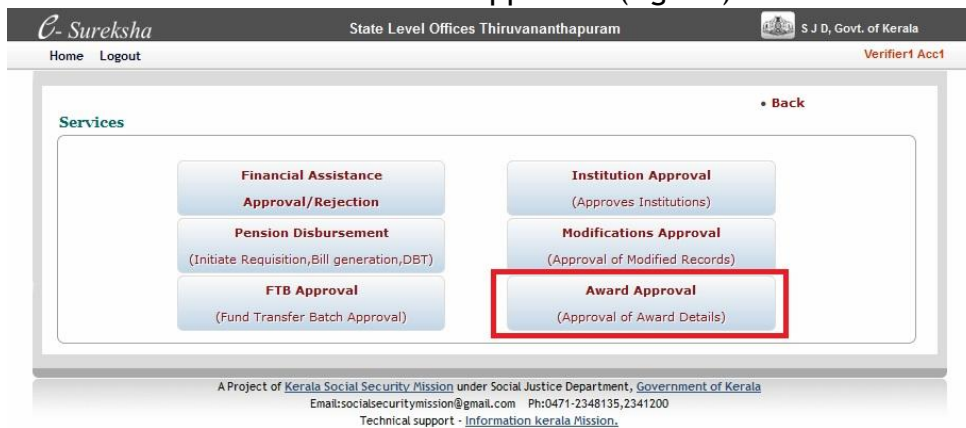 C- Sureksha
State Level Offices Thiruvananthapuram
S J D, Govt. of Kerala
Home Logout
Verifier1 Acc1
• Back
Services
Financial Assistance
Approval/Rejection
Institution Approval
(Approves Institutions)
Pension Disbursement
(Initiate Requisition,Bill generation,DBT)
Modifications Approval
(Approval of Modified Records)
FTB Approval
(Fund Transfer Batch Approval)
Award Approval
(Approval of Award Details)
A Project of Kerala Social Security Mission under Social Justice Department, Government of Kerala
Email:socialsecuritymission@gmail.com Ph:0471-2348135,2341200
Technical support - Information kerala Mission.